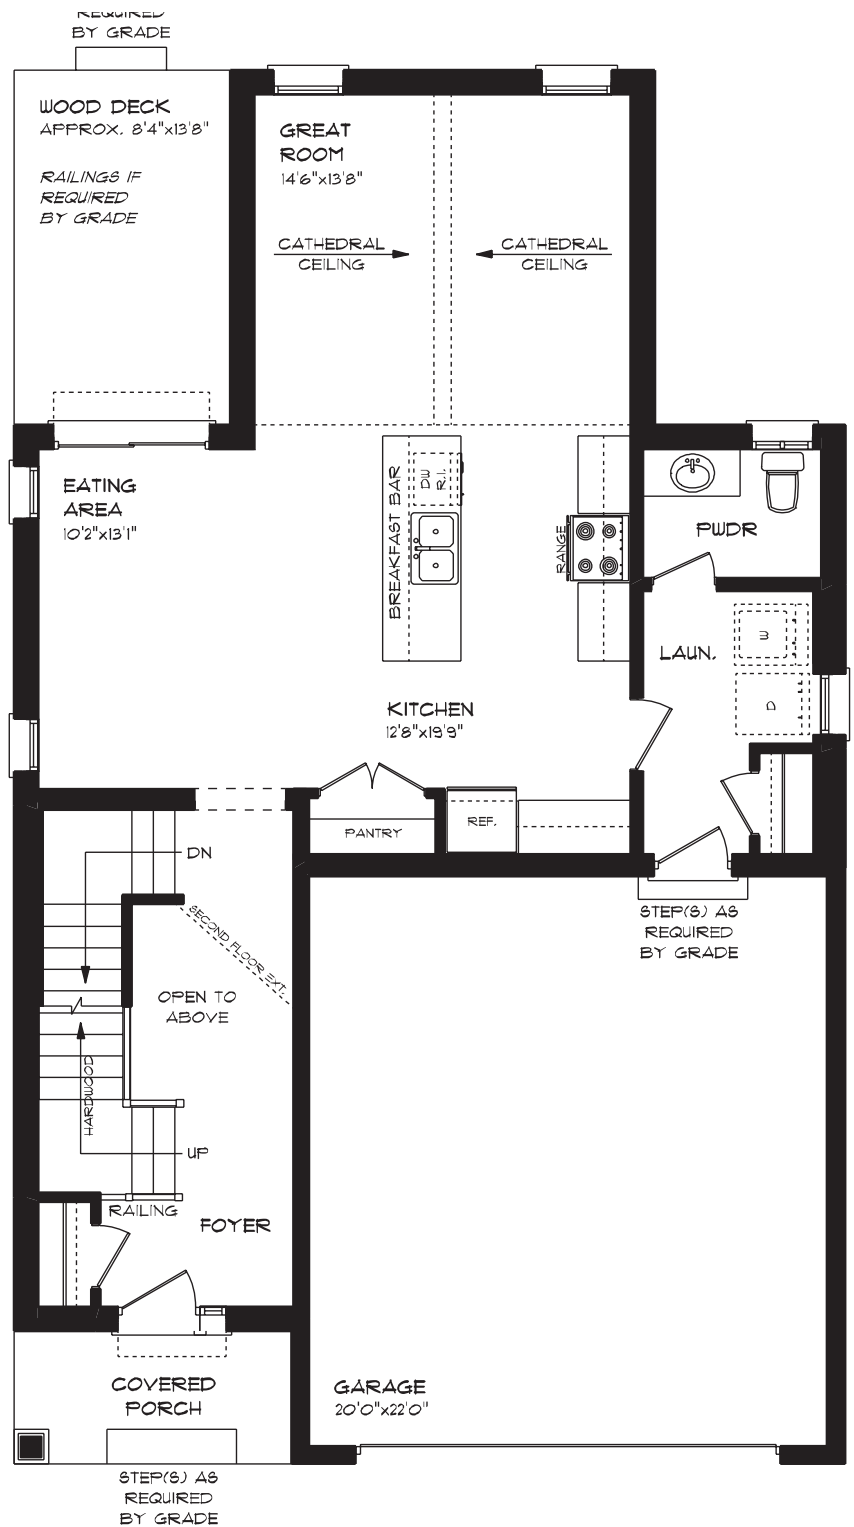 REQUIRED
BY GRADE
WOOD DECK
APPROX. 8'4"x13'8"
RAILINGS IF
REQUIRED
BY GRADE
GREAT
ROOM
14'6"x13'8"
CATHEDRAL
CEILING
CATHEDRAL
CEILING
EATING
AREA
10'2"x13'1"
BREAKFAST BAR
DW
R.I.
RANGE
PWDR
LAUN.
W
D
KITCHEN
12'8"x19'9"
PANTRY
REF.
DN
SECOND FLOOR EXT.
STEP(S) AS
REQUIRED
BY GRADE
OPEN TO
ABOVE
HARDWOOD
UP
RAILING
FOYER
COVERED
PORCH
GARAGE
20'0"x22'0"
STEP(S) AS
REQUIRED
BY GRADE